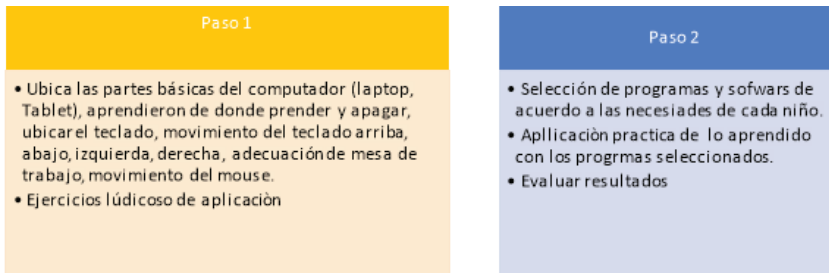 Paso 1
• Ubica las partes básicas del computador (laptop,
Tablet), aprendieron de donde prender y apagar,
ubicar el teclado, movimiento del teclado arriba,
abajo, izquierda, derecha, adecuación de mesa de
trabajo, movimiento del mouse.
• Ejercicios lúdicoso de aplicaciòn
Paso 2
• Selección de programas y sofwars de
acuerdo a las necesiades de cada niño.
• Apllicaciòn practica de lo aprendido
con los progrmas seleccionados.
• Evaluar resultados